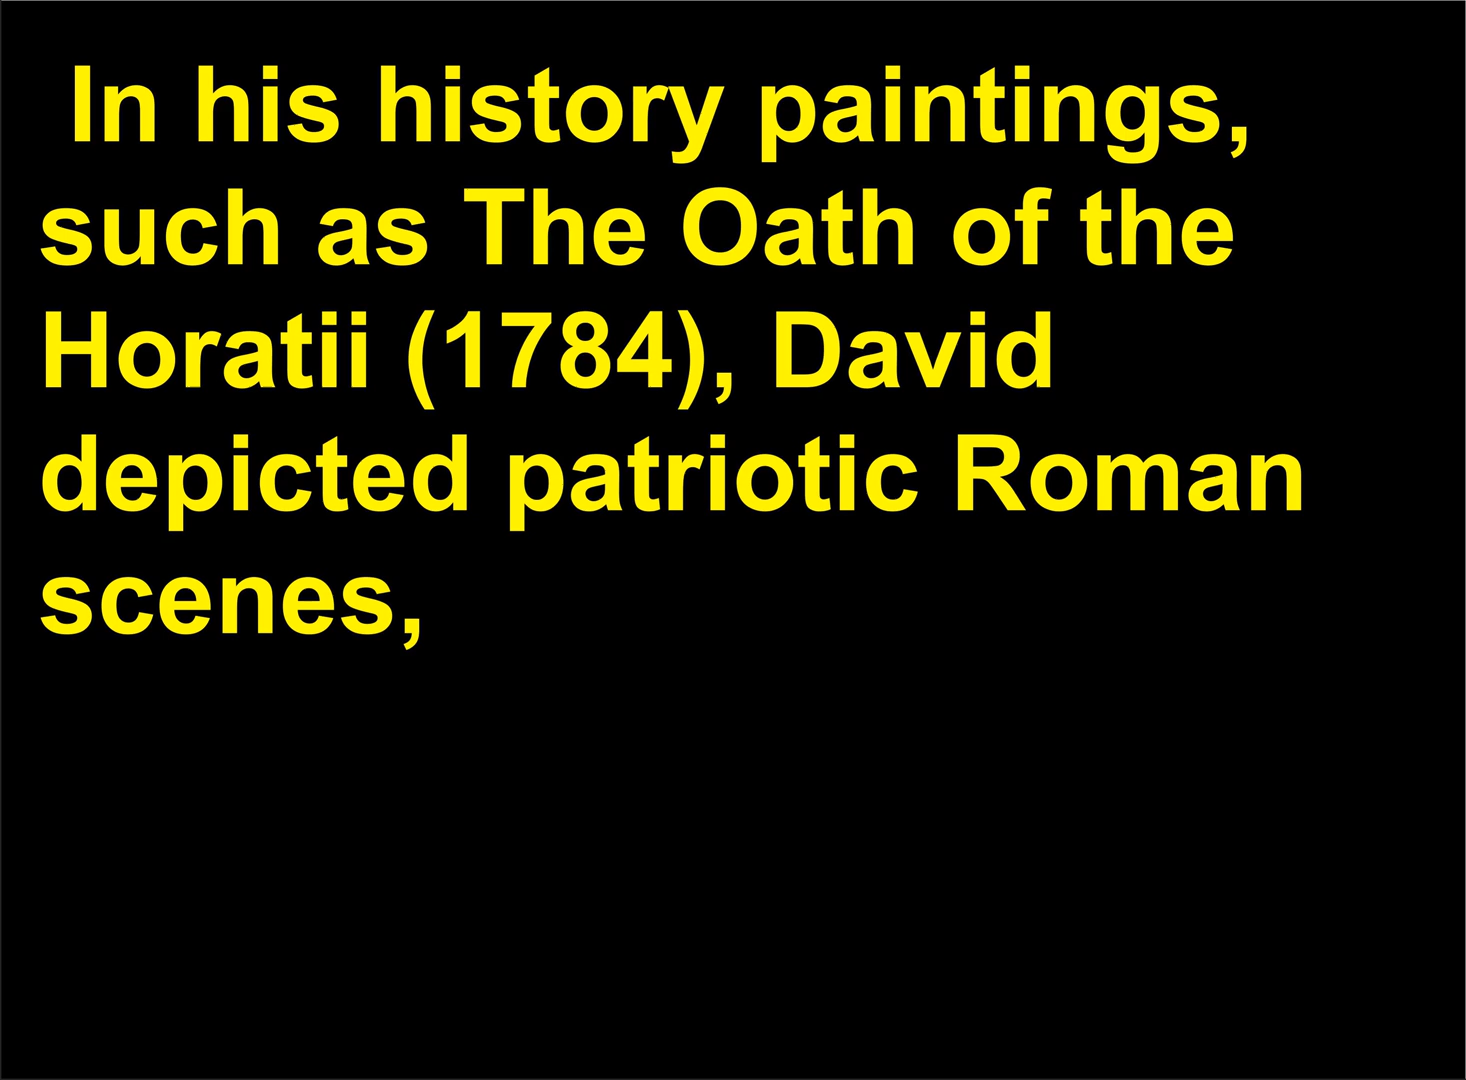 In his history paintings,
such as The Oath of the
Horatii (1784), David
depicted patriotic Roman
scenes,